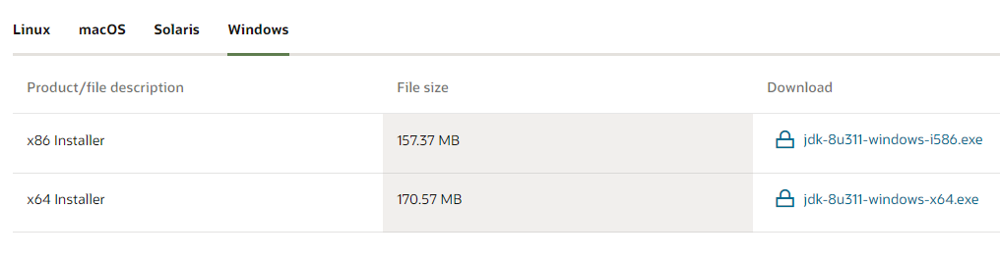 Linux macOS Solaris Windows
Product/file description File size Download
x86 Installer 157.37 MB jdk-8u311-windows-i586.exe
x64 Installer 170.57 MB jdk-8u311-windows-x64.exe